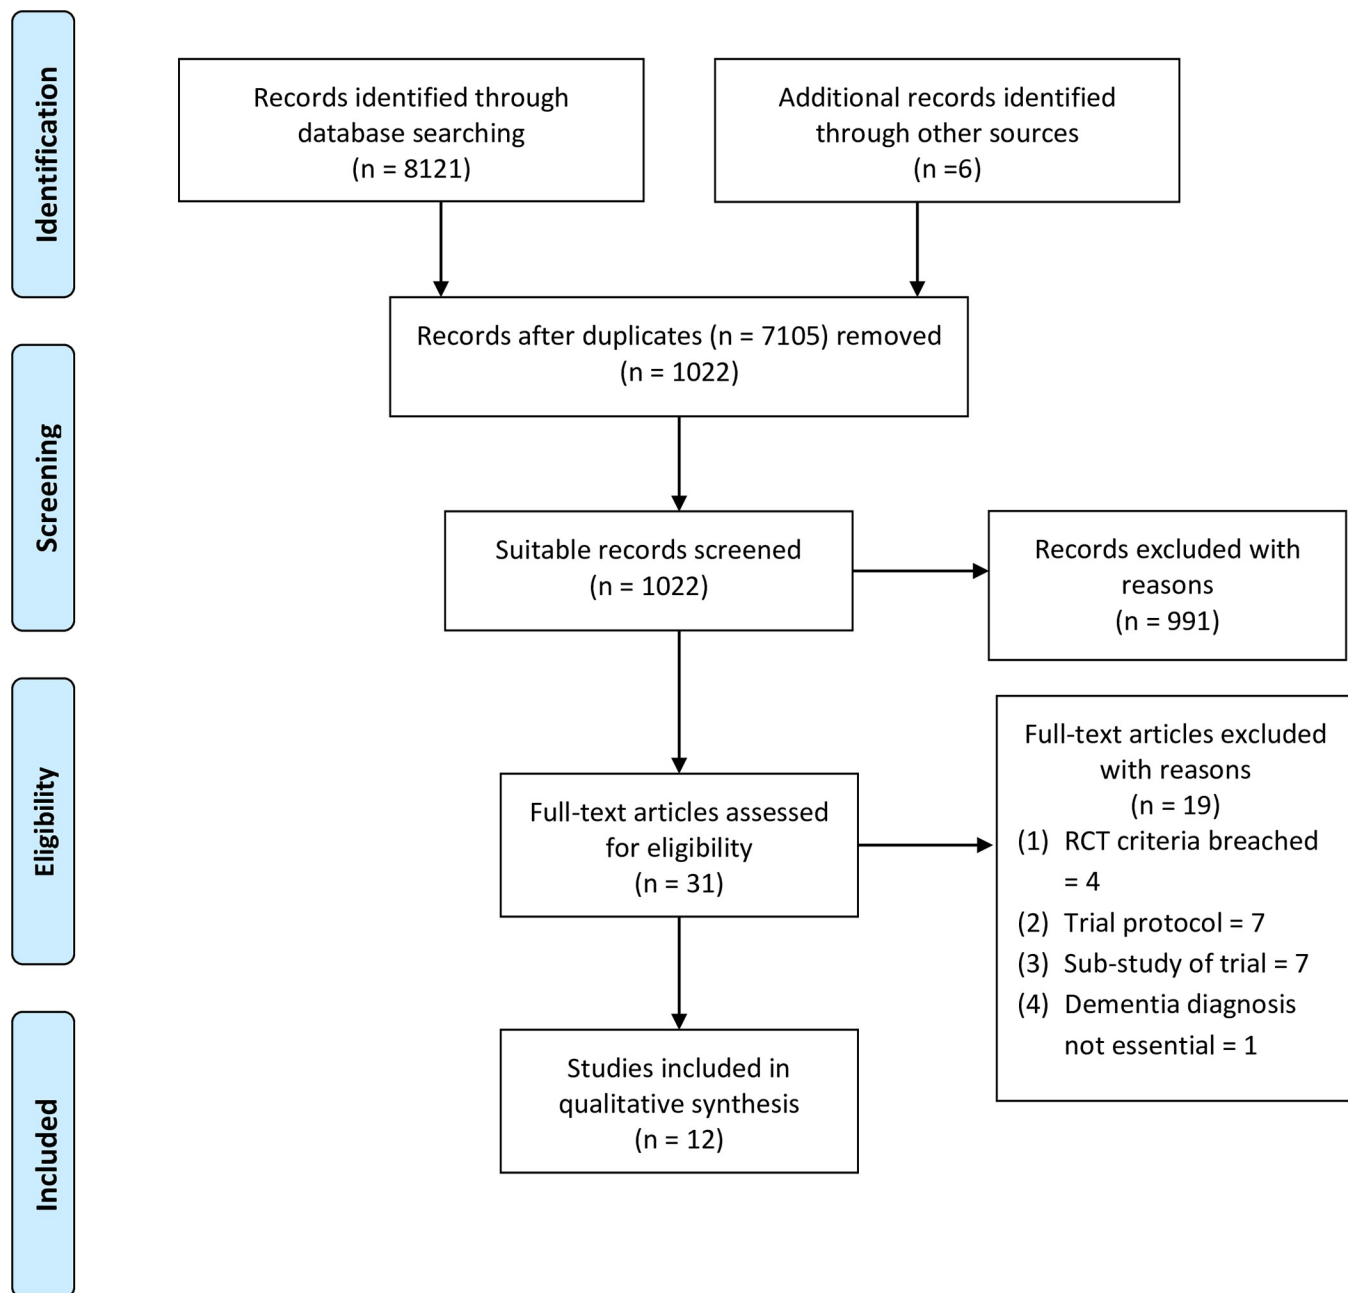 Identification
Records identified through
database searching
(n = 8121)
Additional records identified
through other sources
(n =6)
Records after duplicates (n = 7105) removed
(n = 1022)
Screening
Suitable records screened
(n = 1022)
Records excluded with
reasons
(n = 991)
Eligibility
Full-text articles assessed
for eligibility
(n = 31)
Full-text articles excluded
with reasons
(n = 19)
(1) RCT criteria breached
= 4
(2) Trial protocol = 7
(3) Sub-study of trial = 7
(4) Dementia diagnosis
not essential = 1
Included
Studies included in
qualitative synthesis
(n = 12)